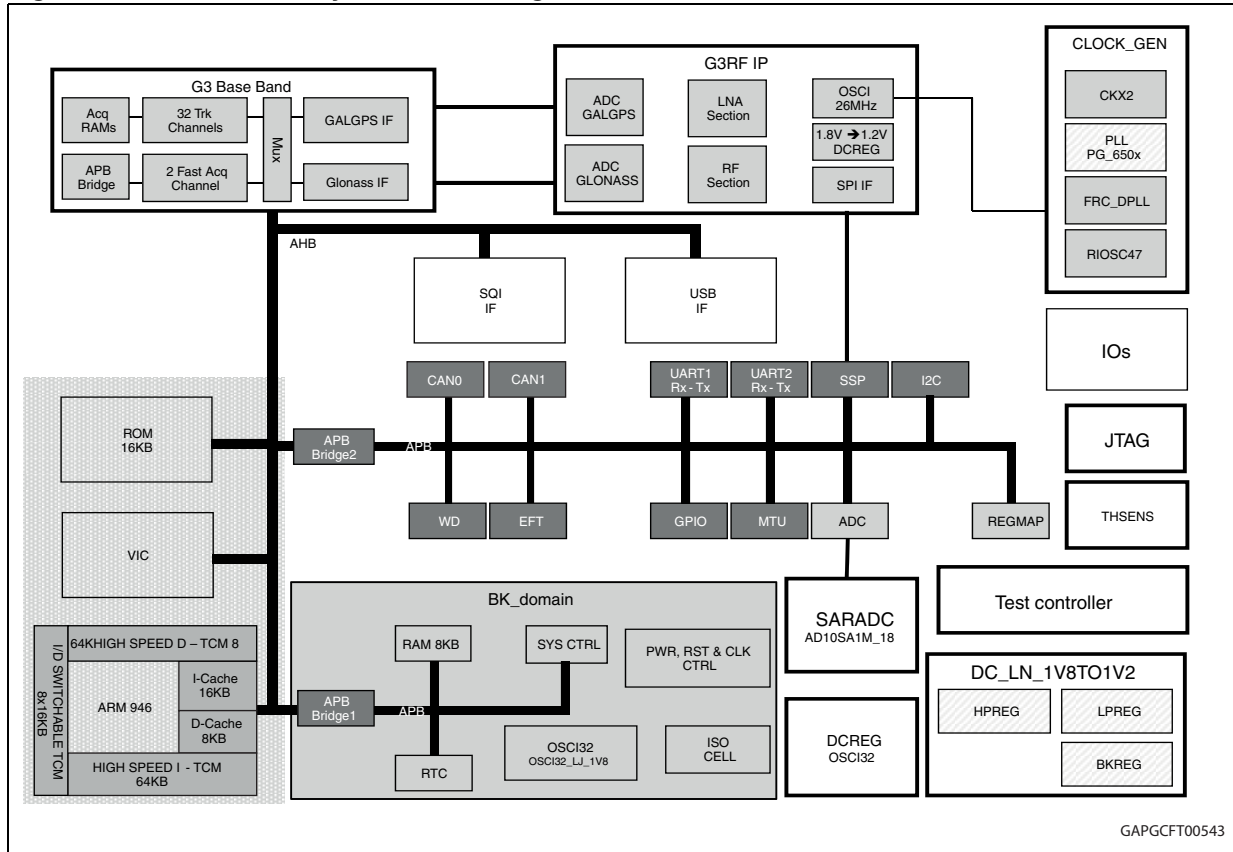 G3 Base Band
Acq
RAMs
32 Trk
Channels
Mux
GALGPS IF
APB
Bridge
2 Fast Acq
Channel
Glonass IF
G3RF IP
ADC
GALGPS
LNA
Section
OSCI
26MHz
1.8V ➔1.2V
DCREG
ADC
GLONASS
RF
Section
SPI IF
CLOCK_GEN
CKX2
PLL
PG_650x
FRC_DPLL
RIOSC47
AHB
SQI
IF
USB
IF
IOs
CAN0
CAN1
UART1
Rx - Tx
UART2
Rx - Tx
SSP
I2C
ROM
16KB
APB
Bridge2
APB
JTAG
WD
EFT
GPIO
MTU
ADC
REGMAP
THSENS
VIC
BK_domain
SARADC
AD10SA1M_18
Test controller
I/D SWITCHABLE TCM
8x16KB
64KHIGH SPEED D – TCM 8
ARM 946
I-Cache
16KB
D-Cache
8KB
HIGH SPEED I - TCM
64KB
RAM 8KB
SYS CTRL
PWR, RST & CLK
CTRL
APB
Bridge1
APB
RTC
OSCI32
OSCI32_LJ_1V8
ISO
CELL
DCREG
OSCI32
DC_LN_1V8TO1V2
HPREG
LPREG
BKREG
GAPGCFT00543